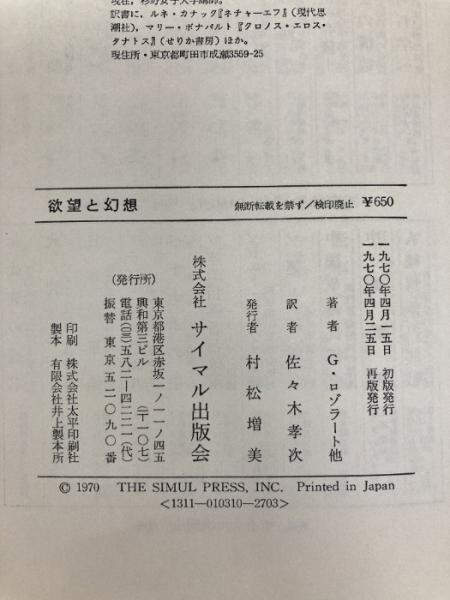 現在，杉野女子大学講師。
訳書に，ルネ・カナック『ネチャーエフ』(現代思
潮社)，マリー・ボナパルト『クロノス・エロス・
タナトス』(せりか書房)ほか。
現住所・東京都町田市成瀬3559-25
欲望と幻想
無断転載を禁ず／検印廃止 ¥650
一九七〇年四月一五日 初版発行
一九七〇年四月二五日 再版発行
著者 G・ロゾラート他
訳者 佐々木孝次
発行者 村松増美
株式会社 サイマル出版会
(発行所)
東京都港区赤坂一ノ一一ノ四五
興和第三ビル (〒一〇七)
電話(三)五八二―四二二一(代)
振替 東京五二〇九〇番
印刷 株式会社太平印刷社
製本 有限会社井上製本所
© 1970 THE SIMUL PRESS, INC. Printed in Japan
<1311-010310-2703>